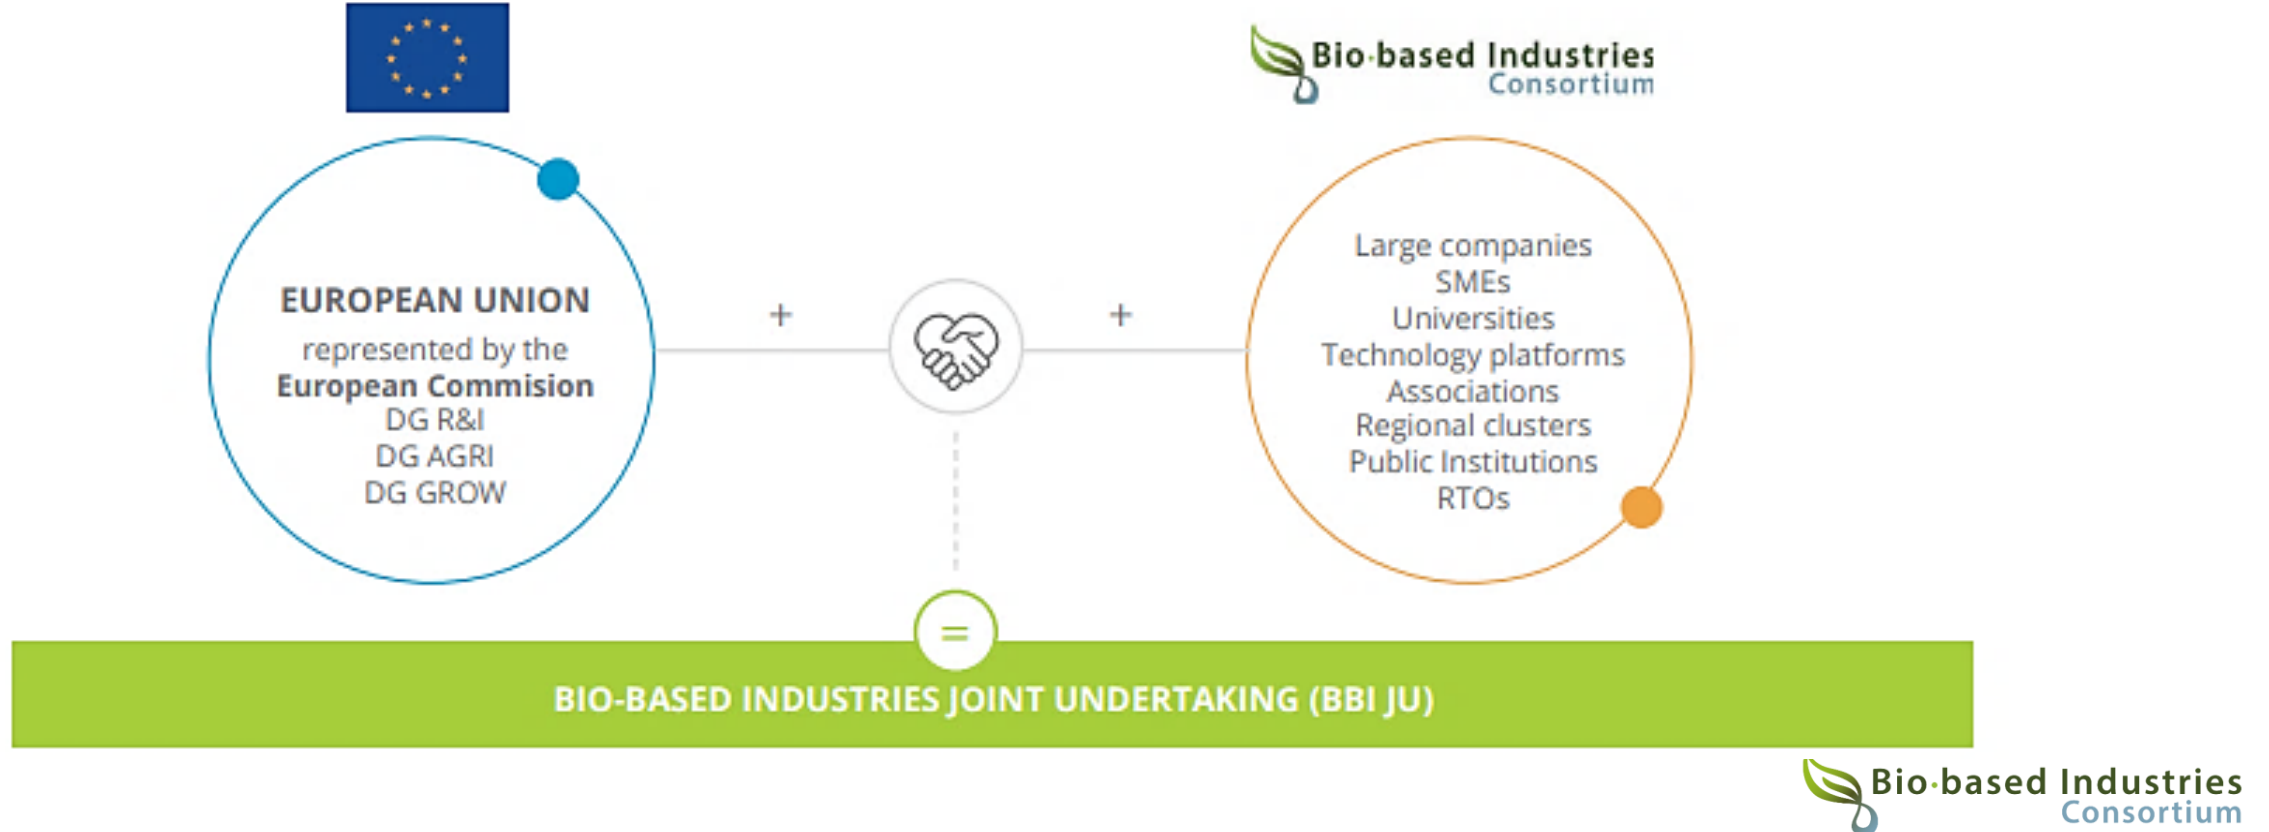 Bio·based Industries
Consortium
EUROPEAN UNION
represented by the
European Commision
DG R&I
DG AGRI
DG GROW
+
+
Large companies
SMEs
Universities
Technology platforms
Associations
Regional clusters
Public Institutions
RTOs
=
BIO-BASED INDUSTRIES JOINT UNDERTAKING (BBI JU)
Bio·based Industries
Consortium